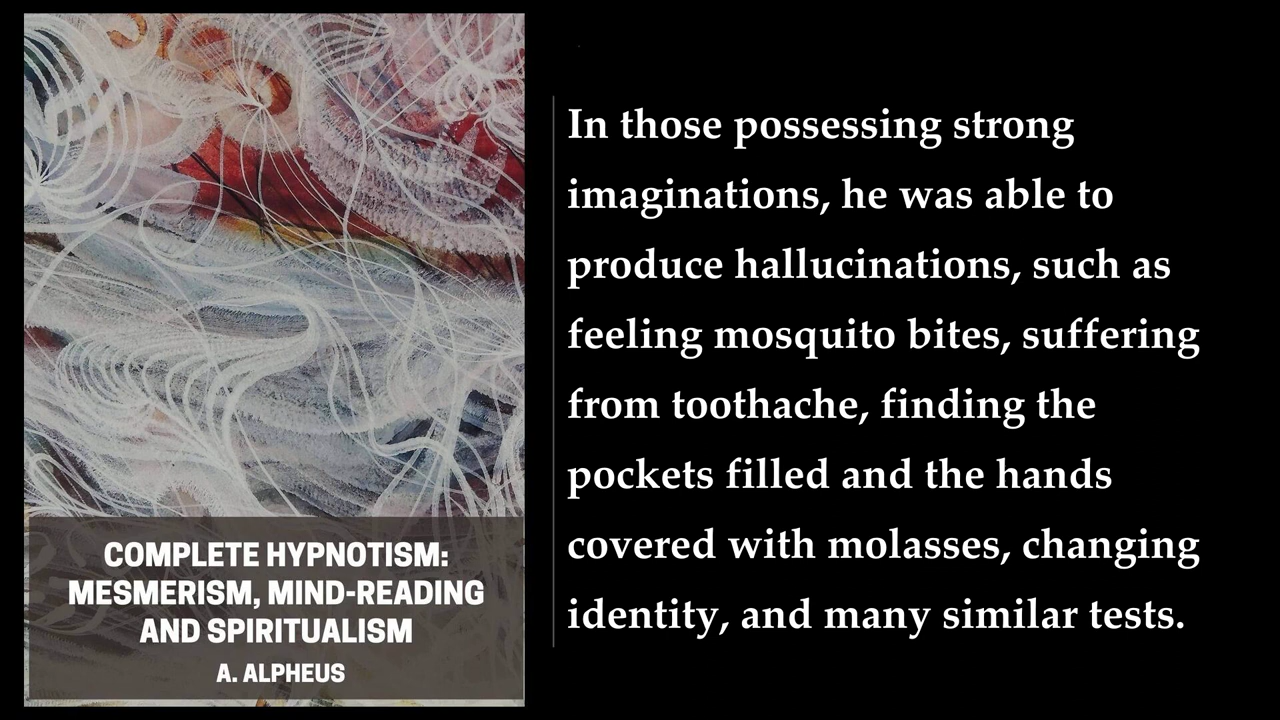 In those possessing strong
imaginations, he was able to
produce hallucinations, such as
feeling mosquito bites, suffering
from toothache, finding the
pockets filled and the hands
covered with molasses, changing
identity, and many similar tests.
COMPLETE HYPNOTISM:
MESMERISM, MIND-READING
AND SPIRITUALISM
A. ALPHEUS